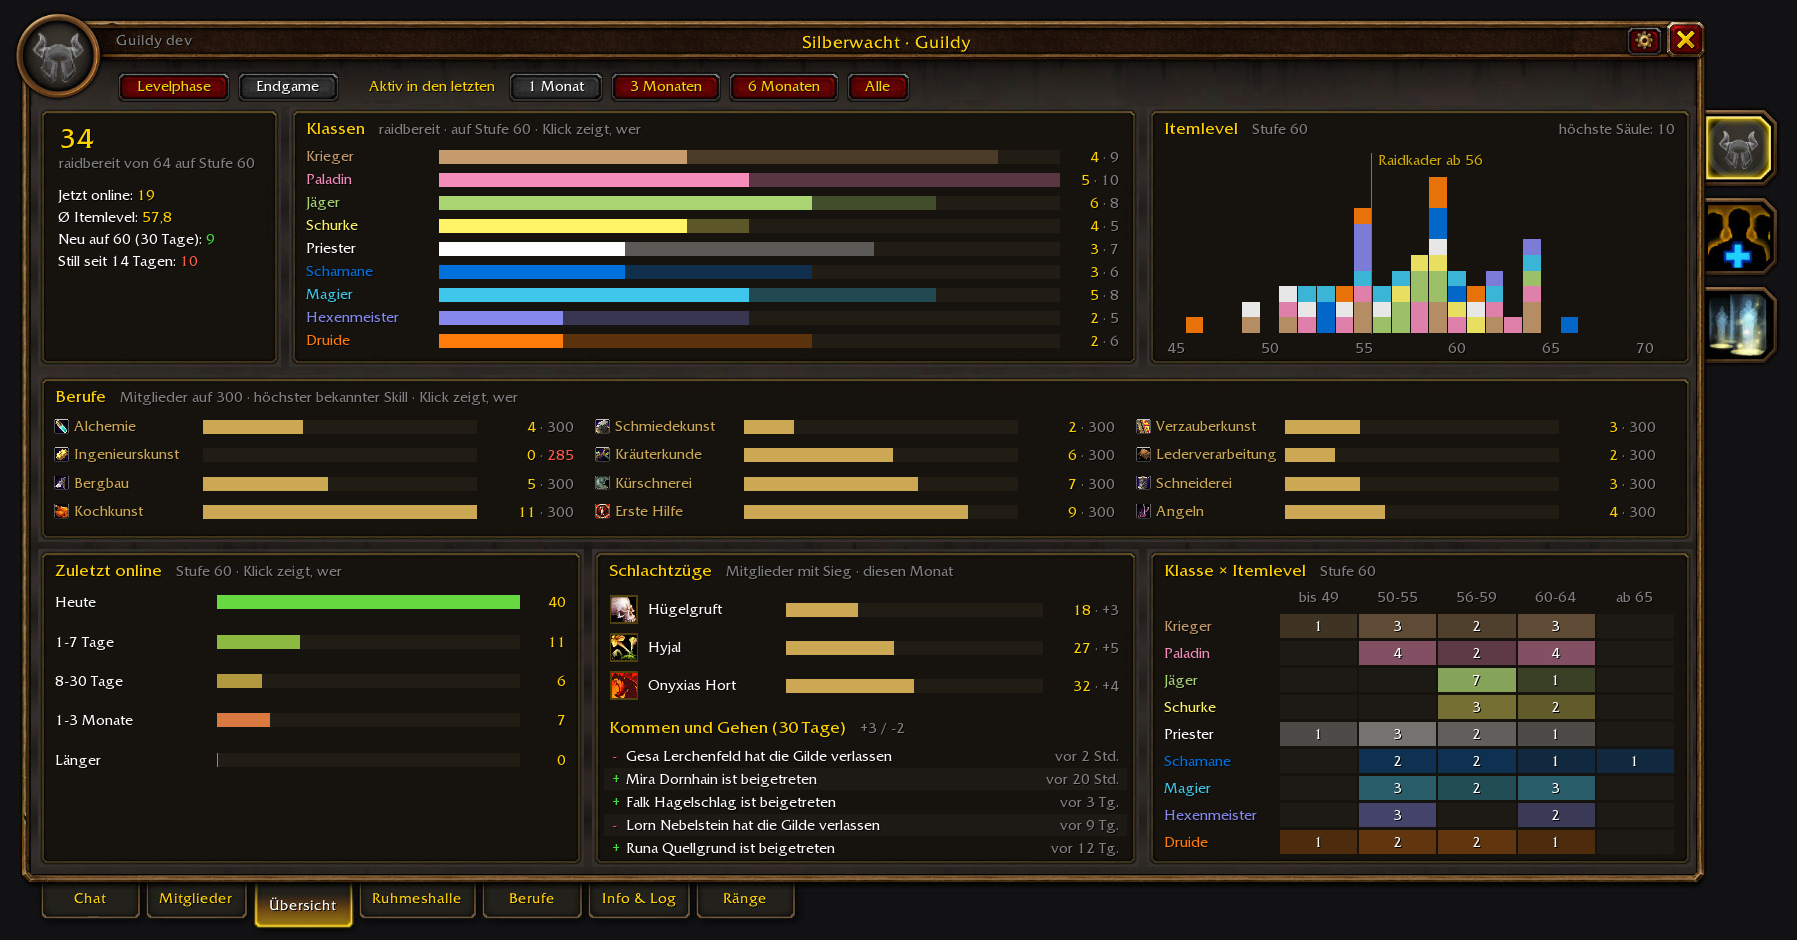 Guildy dev
Silberwacht · Guildy
Levelphase
Endgame
Aktiv in den letzten
1 Monat
3 Monaten
6 Monaten
Alle
34
raidbereit von 64 auf Stufe 60
Jetzt online: 19
Ø Itemlevel: 57,8
Neu auf 60 (30 Tage): 9
Still seit 14 Tagen: 10
Klassen raidbereit · auf Stufe 60 · Klick zeigt, wer
Krieger 4 · 9
Paladin 5 · 10
Jäger 6 · 8
Schurke 4 · 5
Priester 3 · 7
Schamane 3 · 6
Magier 5 · 8
Hexenmeister 2 · 5
Druide 2 · 6
Itemlevel Stufe 60 höchste Säule: 10
Raidkader ab 56
45 50 55 60 65 70
Berufe Mitglieder auf 300 · höchster bekannter Skill · Klick zeigt, wer
Alchemie 4 · 300
Schmiedekunst 2 · 300
Verzauberkunst 3 · 300
Ingenieurskunst 0 · 285
Kräuterkunde 6 · 300
Lederverarbeitung 2 · 300
Bergbau 5 · 300
Kürschnerei 7 · 300
Schneiderei 3 · 300
Kochkunst 11 · 300
Erste Hilfe 9 · 300
Angeln 4 · 300
Zuletzt online Stufe 60 · Klick zeigt, wer
Heute 40
1-7 Tage 11
8-30 Tage 6
1-3 Monate 7
Länger 0
Schlachtzüge Mitglieder mit Sieg · diesen Monat
Hügelgruft 18 · +3
Hyjal 27 · +5
Onyxias Hort 32 · +4
Kommen und Gehen (30 Tage) +3 / -2
- Gesa Lerchenfeld hat die Gilde verlassen vor 2 Std.
+ Mira Dornhain ist beigetreten vor 20 Std.
+ Falk Hagelschlag ist beigetreten vor 3 Tg.
- Lorn Nebelstein hat die Gilde verlassen vor 9 Tg.
+ Runa Quellgrund ist beigetreten vor 12 Tg.
Klasse × Itemlevel Stufe 60
bis 49 50-55 56-59 60-64 ab 65
Krieger 1 3 2 3
Paladin 4 2 4
Jäger 7 1
Schurke 3 2
Priester 1 3 2 1
Schamane 2 2 1 1
Magier 3 2 3
Hexenmeister 3 2
Druide 1 2 2 1
Chat
Mitglieder
Übersicht
Ruhmeshalle
Berufe
Info & Log
Ränge